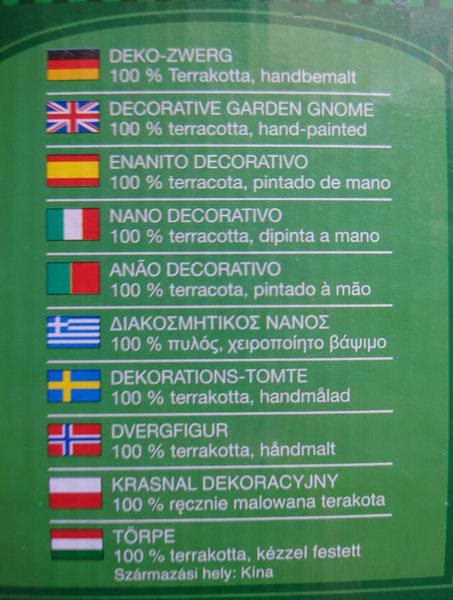 DEKO-ZWERG
100 % Terrakotta, handbemalt
DECORATIVE GARDEN GNOME
100 % terracotta, hand-painted
ENANITO DECORATIVO
100 % terracota, pintado de mano
NANO DECORATIVO
100 % terracotta, dipinta a mano
ANÃO DECORATIVO
100 % terracota, pintado à mão
ΔΙΑΚΟΣΜΗΤΙΚΟΣ ΝΑΝΟΣ
100 % πυλός, χειροποίητο βάψιμο
DEKORATIONS-TOMTE
100 % terrakotta, handmålad
DVERGFIGUR
100 % terrakotta, håndmalt
KRASNAL DEKORACYJNY
100 % ręcznie malowana terakota
TÖRPE
100 % terrakotta, kézzel festett
Származási hely: Kína